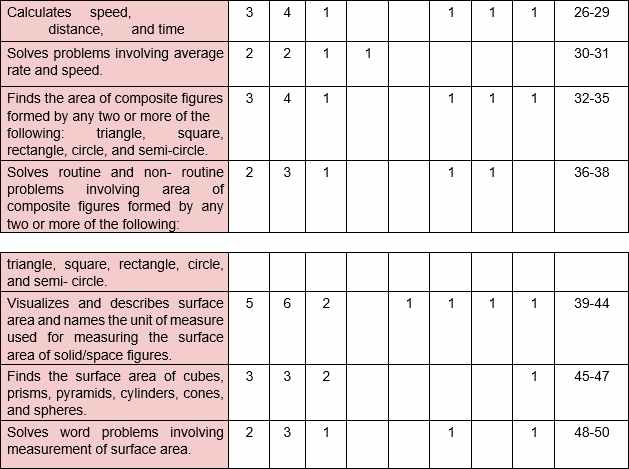 Calculates speed, 3 4 1 1 1 1 26-29
distance, and time
Solves problems involving average 2 2 1 1 30-31
rate and speed.
Finds the area of composite figures 3 4 1 1 1 1 32-35
formed by any two or more of the
following: triangle, square,
rectangle, circle, and semi-circle.
Solves routine and non- routine 2 3 1 1 1 36-38
problems involving area of
composite figures formed by any
two or more of the following:
triangle, square, rectangle, circle,
and semi- circle.
Visualizes and describes surface 5 6 2 1 1 1 1 39-44
area and names the unit of measure
used for measuring the surface
area of solid/space figures.
Finds the surface area of cubes, 3 3 2 1 45-47
prisms, pyramids, cylinders, cones,
and spheres.
Solves word problems involving 2 3 1 1 1 48-50
measurement of surface area.